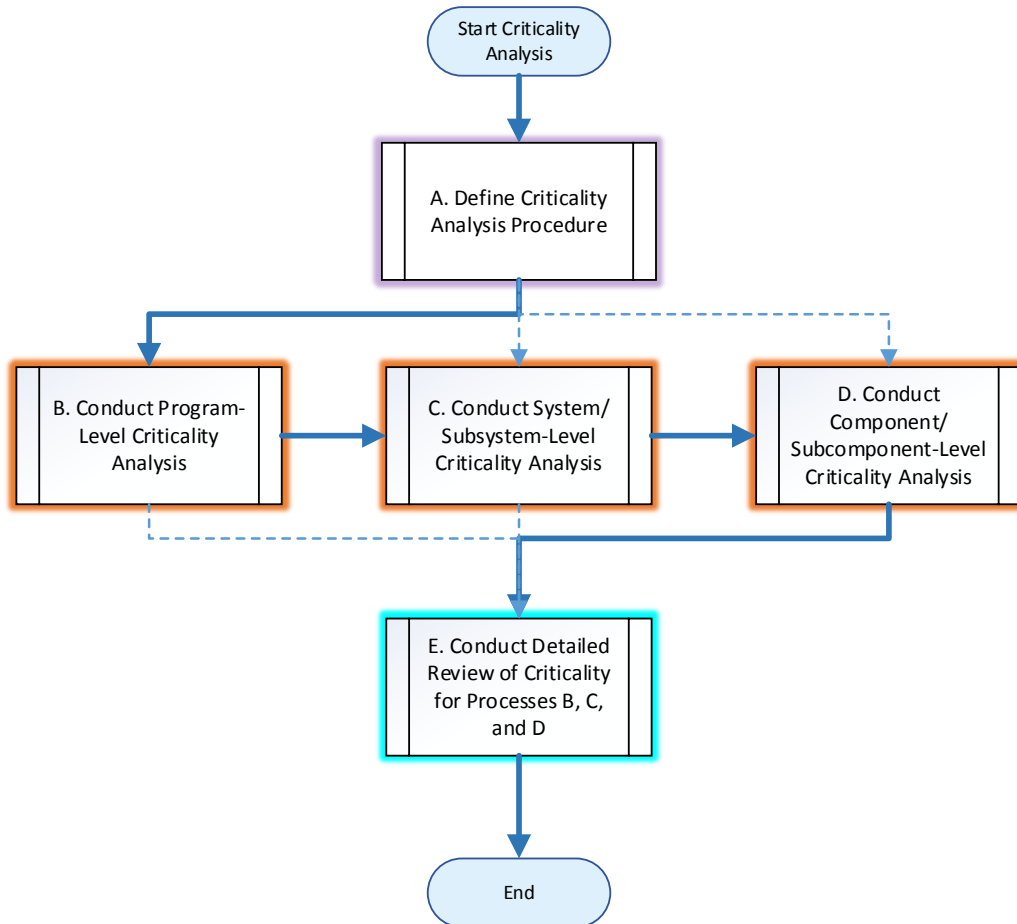 Start Criticality
Analysis
A. Define Criticality
Analysis Procedure
B. Conduct Program-
Level Criticality
Analysis
C. Conduct System/
Subsystem-Level
Criticality Analysis
D. Conduct
Component/
Subcomponent-Level
Criticality Analysis
E. Conduct Detailed
Review of Criticality
for Processes B, C,
and D
End